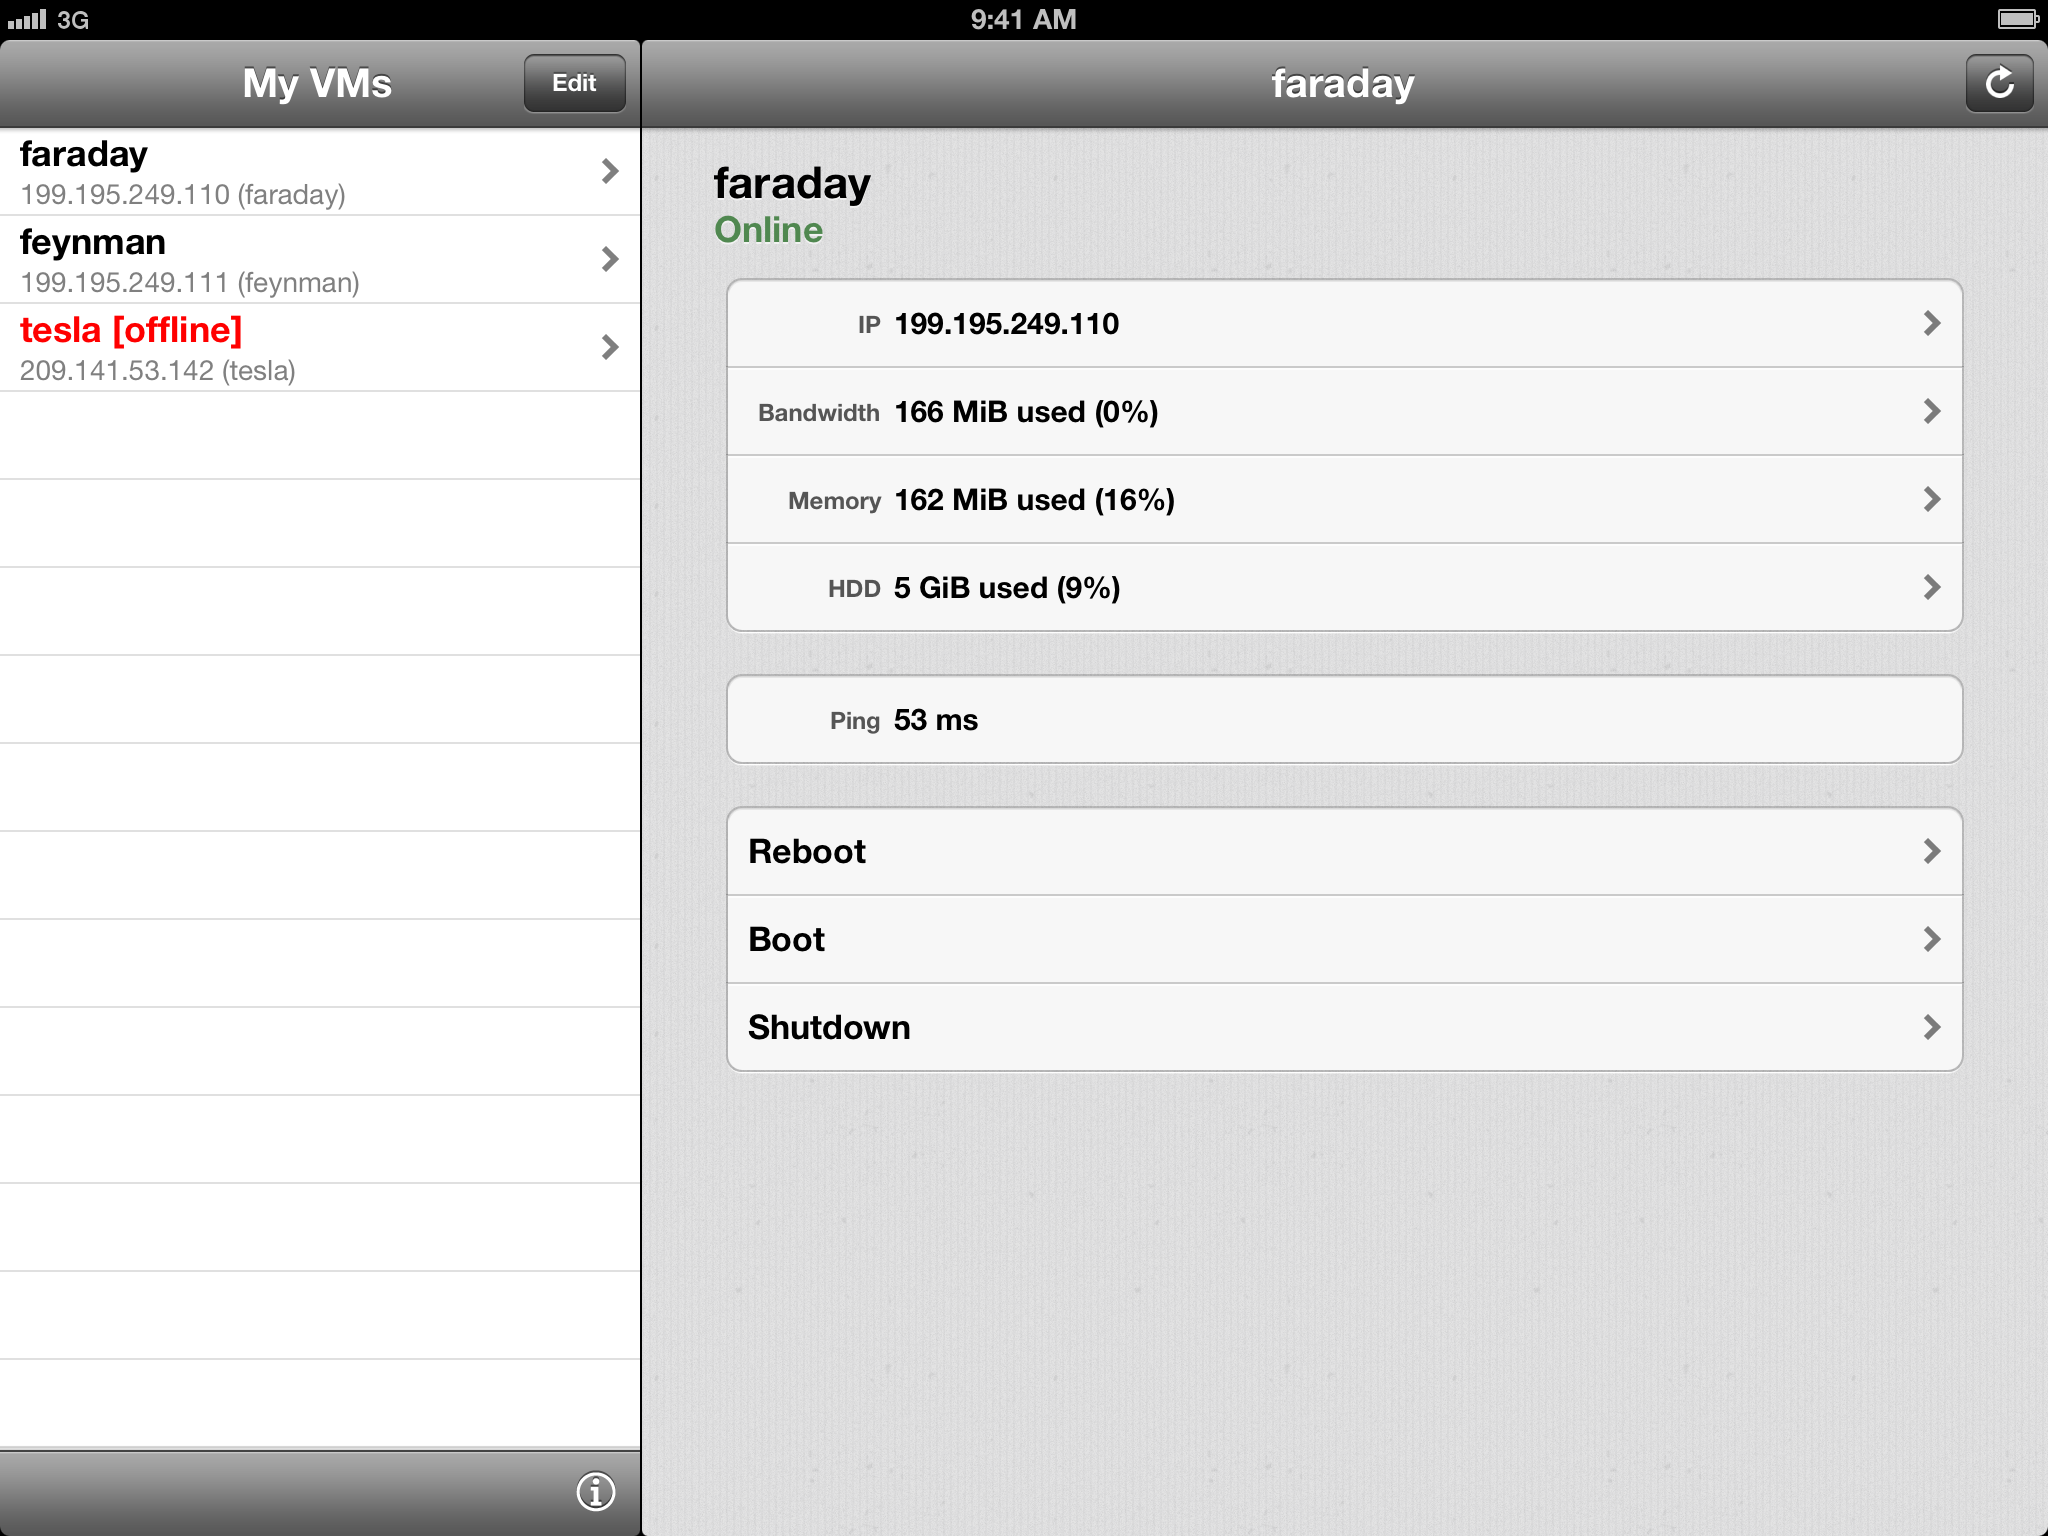 3G
9:41 AM
My VMs
Edit
faraday
199.195.249.110 (faraday)
feynman
199.195.249.111 (feynman)
tesla [offline]
209.141.53.142 (tesla)
faraday
faraday
Online
IP 199.195.249.110
Bandwidth 166 MiB used (0%)
Memory 162 MiB used (16%)
HDD 5 GiB used (9%)
Ping 53 ms
Reboot
Boot
Shutdown